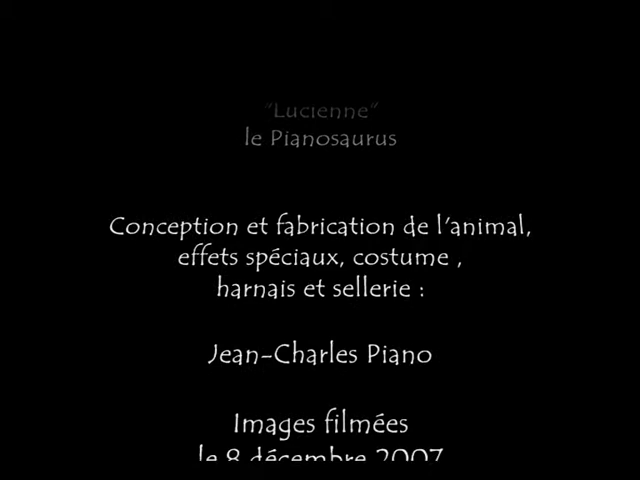 "Lucienne"
le Pianosaurus
Conception et fabrication de l'animal,
effets spéciaux, costume ,
harnais et sellerie :
Jean-Charles Piano
Images filmées
le 8 décembre 2007